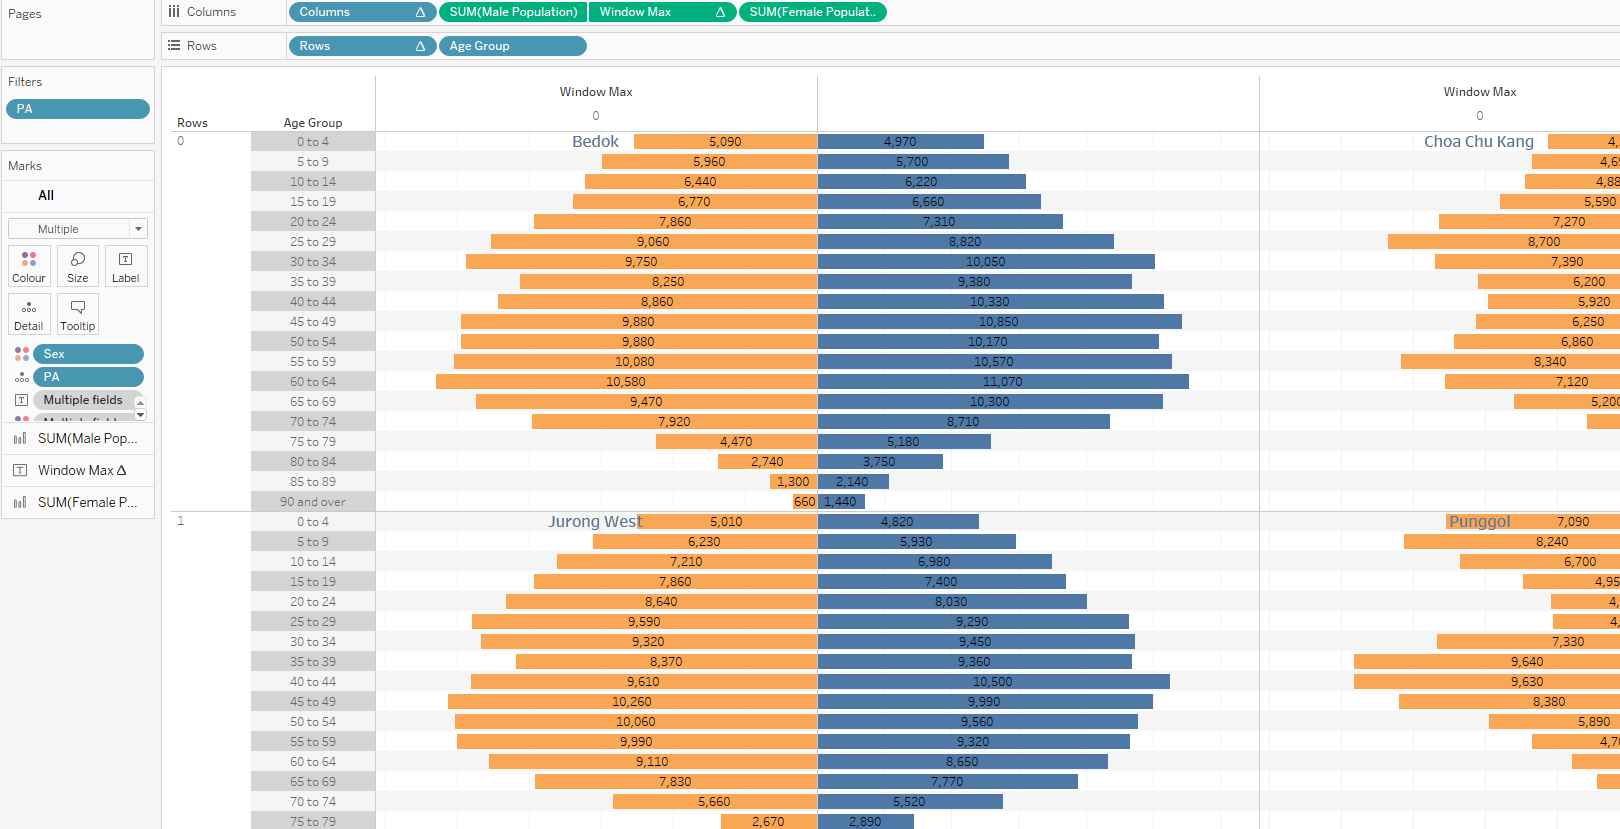 Pages
Columns
Columns Δ SUM(Male Population) Window Max Δ SUM(Female Populat..
Rows
Rows Δ Age Group
Filters
PA
Marks
All
Multiple
Colour Size Label
Detail Tooltip
Sex
PA
Multiple fields
SUM(Male Pop...
Window Max Δ
SUM(Female P...
Window Max Window Max
0 0
Rows Age Group
0 0 to 4 Bedok 5,090 4,970 Choa Chu Kang 4,
5 to 9 5,960 5,700 4,69
10 to 14 6,440 6,220 4,88
15 to 19 6,770 6,660 5,590
20 to 24 7,860 7,310 7,270
25 to 29 9,060 8,820 8,700
30 to 34 9,750 10,050 7,390
35 to 39 8,250 9,380 6,200
40 to 44 8,860 10,330 5,920
45 to 49 9,880 10,850 6,250
50 to 54 9,880 10,170 6,860
55 to 59 10,080 10,570 8,340
60 to 64 10,580 11,070 7,120
65 to 69 9,470 10,300 5,200
70 to 74 7,920 8,710
75 to 79 4,470 5,180
80 to 84 2,740 3,750
85 to 89 1,300 2,140
90 and over 660 1,440
1 0 to 4 Jurong West 5,010 4,820 Punggol 7,090
5 to 9 6,230 5,930 8,240
10 to 14 7,210 6,980 6,700
15 to 19 7,860 7,400 4,95
20 to 24 8,640 8,030 4,
25 to 29 9,590 9,290 4,
30 to 34 9,320 9,450 7,330
35 to 39 8,370 9,360 9,640
40 to 44 9,610 10,500 9,630
45 to 49 10,260 9,990 8,380
50 to 54 10,060 9,560 5,890
55 to 59 9,990 9,320 4,70
60 to 64 9,110 8,650
65 to 69 7,830 7,770
70 to 74 5,660 5,520
75 to 79 2,670 2,890